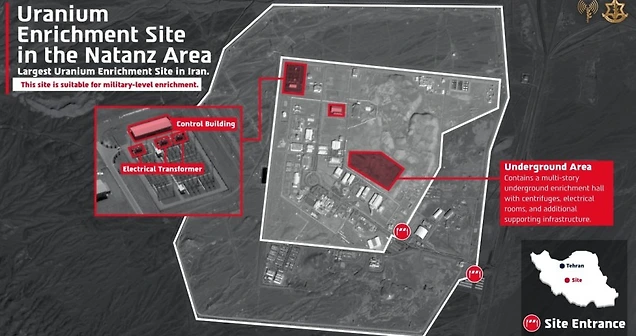 Uranium
Enrichment Site
in the Natanz Area
Largest Uranium Enrichment Site in Iran.
This site is suitable for military-level enrichment.
Control Building
Electrical Transformer
Underground Area
Contains a multi-story
underground enrichment hall
with centrifuges, electrical
rooms, and additional
supporting infrastructure.
Tehran
Site
Site Entrance